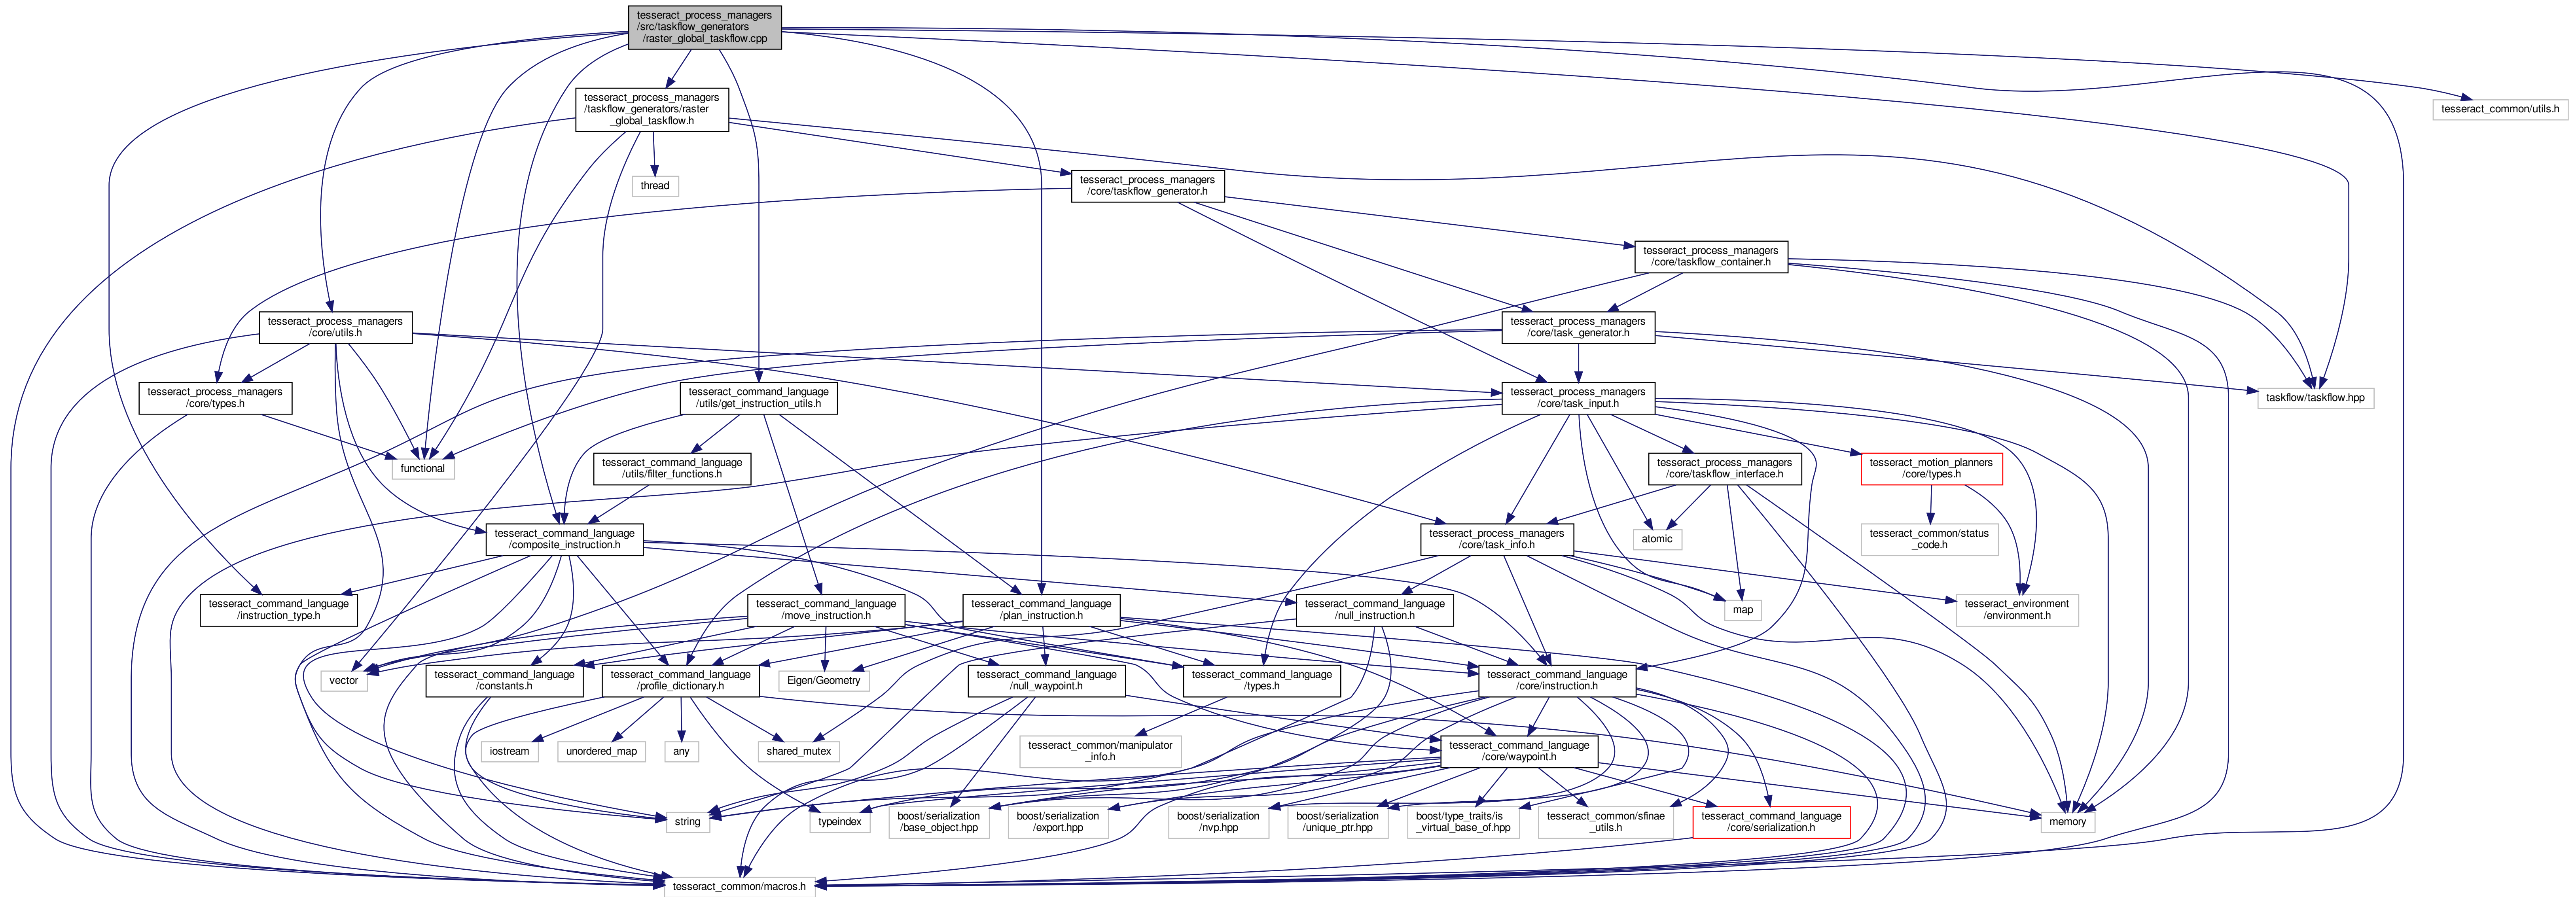 tesseract_process_managers
/src/taskflow_generators
/raster_global_taskflow.cpp
tesseract_process_managers
/taskflow_generators/raster
_global_taskflow.h
tesseract_common/utils.h
thread
tesseract_process_managers
/core/taskflow_generator.h
tesseract_process_managers
/core/taskflow_container.h
tesseract_process_managers
/core/utils.h
tesseract_process_managers
/core/task_generator.h
tesseract_process_managers
/core/types.h
tesseract_command_language
/utils/get_instruction_utils.h
tesseract_process_managers
/core/task_input.h
taskflow/taskflow.hpp
functional
tesseract_command_language
/utils/filter_functions.h
tesseract_process_managers
/core/taskflow_interface.h
tesseract_motion_planners
/core/types.h
tesseract_command_language
/composite_instruction.h
tesseract_process_managers
/core/task_info.h
atomic
tesseract_common/status
_code.h
tesseract_command_language
/instruction_type.h
tesseract_command_language
/move_instruction.h
tesseract_command_language
/plan_instruction.h
tesseract_command_language
/null_instruction.h
map
tesseract_environment
/environment.h
vector
tesseract_command_language
/constants.h
tesseract_command_language
/profile_dictionary.h
Eigen/Geometry
tesseract_command_language
/null_waypoint.h
tesseract_command_language
/types.h
tesseract_command_language
/core/instruction.h
iostream
unordered_map
any
shared_mutex
tesseract_common/manipulator
_info.h
tesseract_command_language
/core/waypoint.h
string
typeindex
boost/serialization
/base_object.hpp
boost/serialization
/export.hpp
boost/serialization
/nvp.hpp
boost/serialization
/unique_ptr.hpp
boost/type_traits/is
_virtual_base_of.hpp
tesseract_common/sfinae
_utils.h
tesseract_command_language
/core/serialization.h
memory
tesseract_common/macros.h